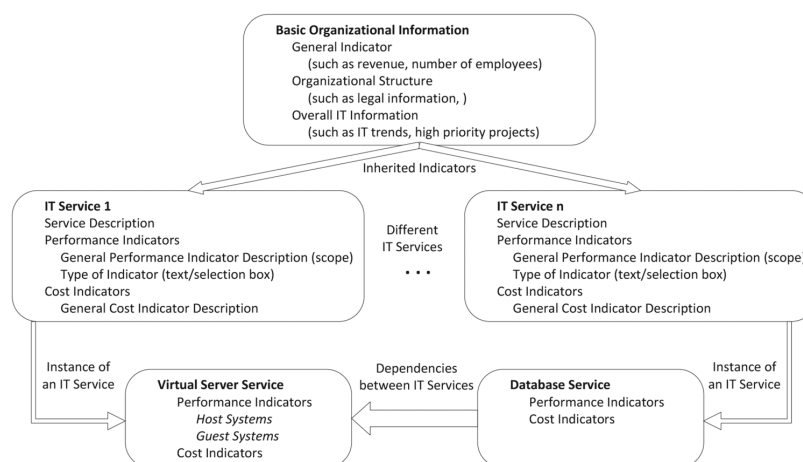 Basic Organizational Information
General Indicator
(such as revenue, number of employees)
Organizational Structure
(such as legal information, )
Overall IT Information
(such as IT trends, high priority projects)
Inherited Indicators
IT Service 1
Service Description
Performance Indicators
General Performance Indicator Description (scope)
Type of Indicator (text/selection box)
Cost Indicators
General Cost Indicator Description
Different
IT Services
...
IT Service n
Service Description
Performance Indicators
General Performance Indicator Description (scope)
Type of Indicator (text/selection box)
Cost Indicators
General Cost Indicator Description
Instance of
an IT Service
Virtual Server Service
Performance Indicators
Host Systems
Guest Systems
Cost Indicators
Dependencies
between IT Services
Database Service
Performance Indicators
Cost Indicators
Instance of
an IT Service